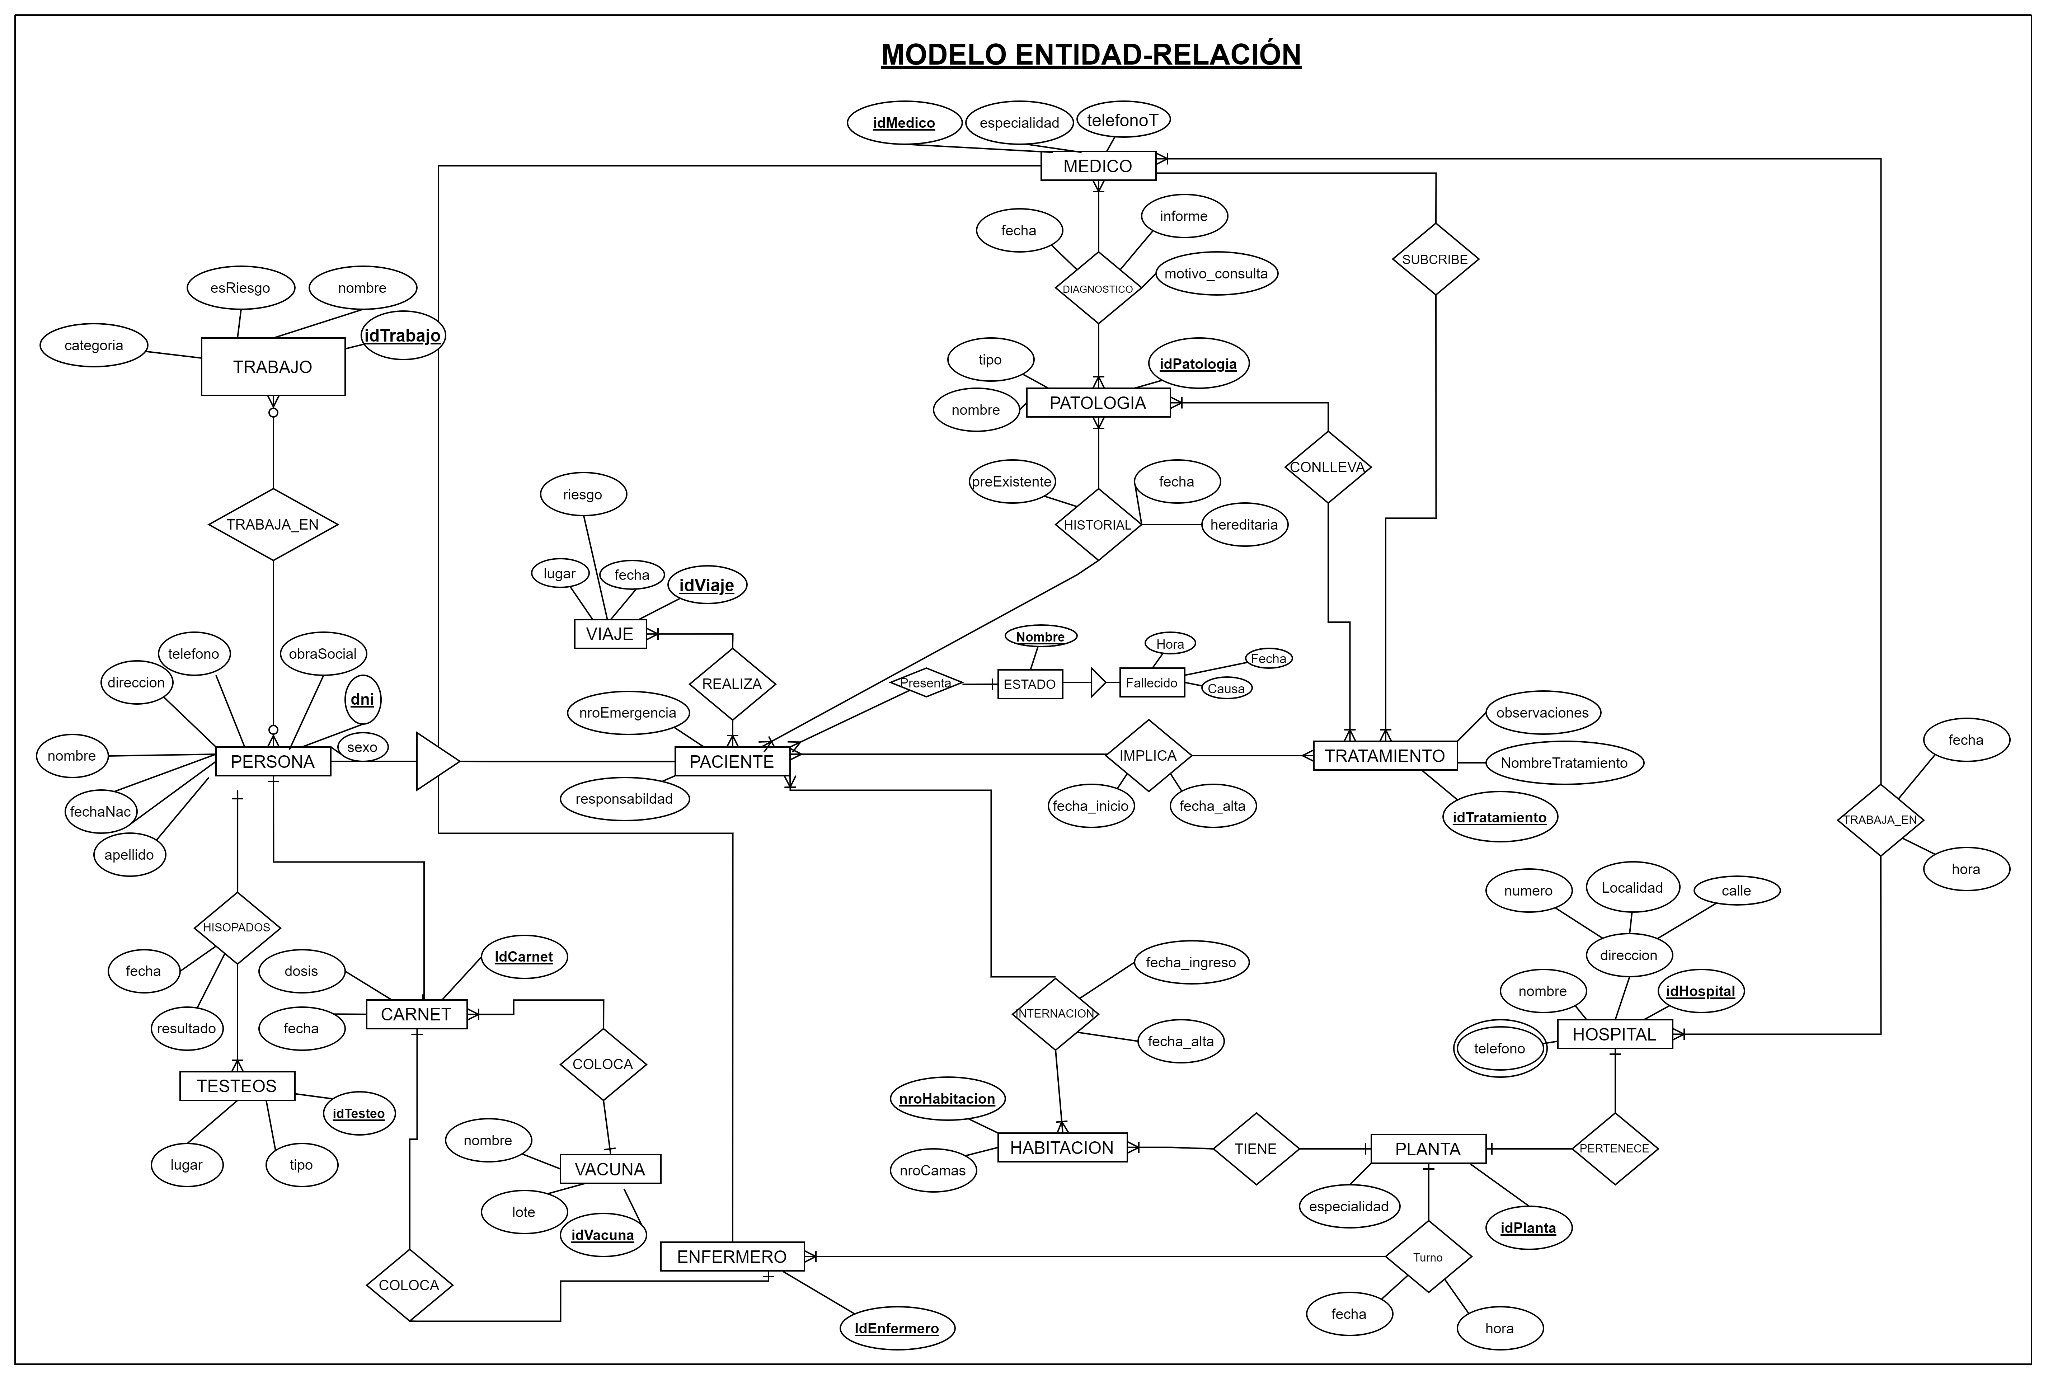 MODELO ENTIDAD-RELACIÓN
idMedico
especialidad
telefonoT
MEDICO
fecha
informe
motivo_consulta
DIAGNOSTICO
SUBCRIBE
esRiesgo
nombre
categoria
idTrabajo
TRABAJO
tipo
idPatologia
nombre
PATOLOGIA
TRABAJA_EN
riesgo
preExistente
fecha
CONLLEVA
HISTORIAL
hereditaria
lugar
fecha
idViaje
VIAJE
telefono
obraSocial
direccion
dni
nombre
sexo
PERSONA
fechaNac
apellido
REALIZA
nroEmergencia
PACIENTE
responsabildad
Nombre
Presenta
ESTADO
Hora
Fecha
Fallecido
Causa
IMPLICA
fecha_inicio
fecha_alta
observaciones
TRATAMIENTO
NombreTratamiento
idTratamiento
fecha
TRABAJA_EN
hora
HISOPADOS
fecha
resultado
dosis
IdCarnet
CARNET
fecha
TESTEOS
idTesteo
lugar
tipo
COLOCA
nombre
VACUNA
lote
idVacuna
COLOCA
ENFERMERO
IdEnfermero
fecha_ingreso
INTERNACION
fecha_alta
nroHabitacion
HABITACION
nroCamas
TIENE
numero
Localidad
calle
direccion
nombre
idHospital
HOSPITAL
telefono
PLANTA
PERTENECE
especialidad
idPlanta
Turno
fecha
hora